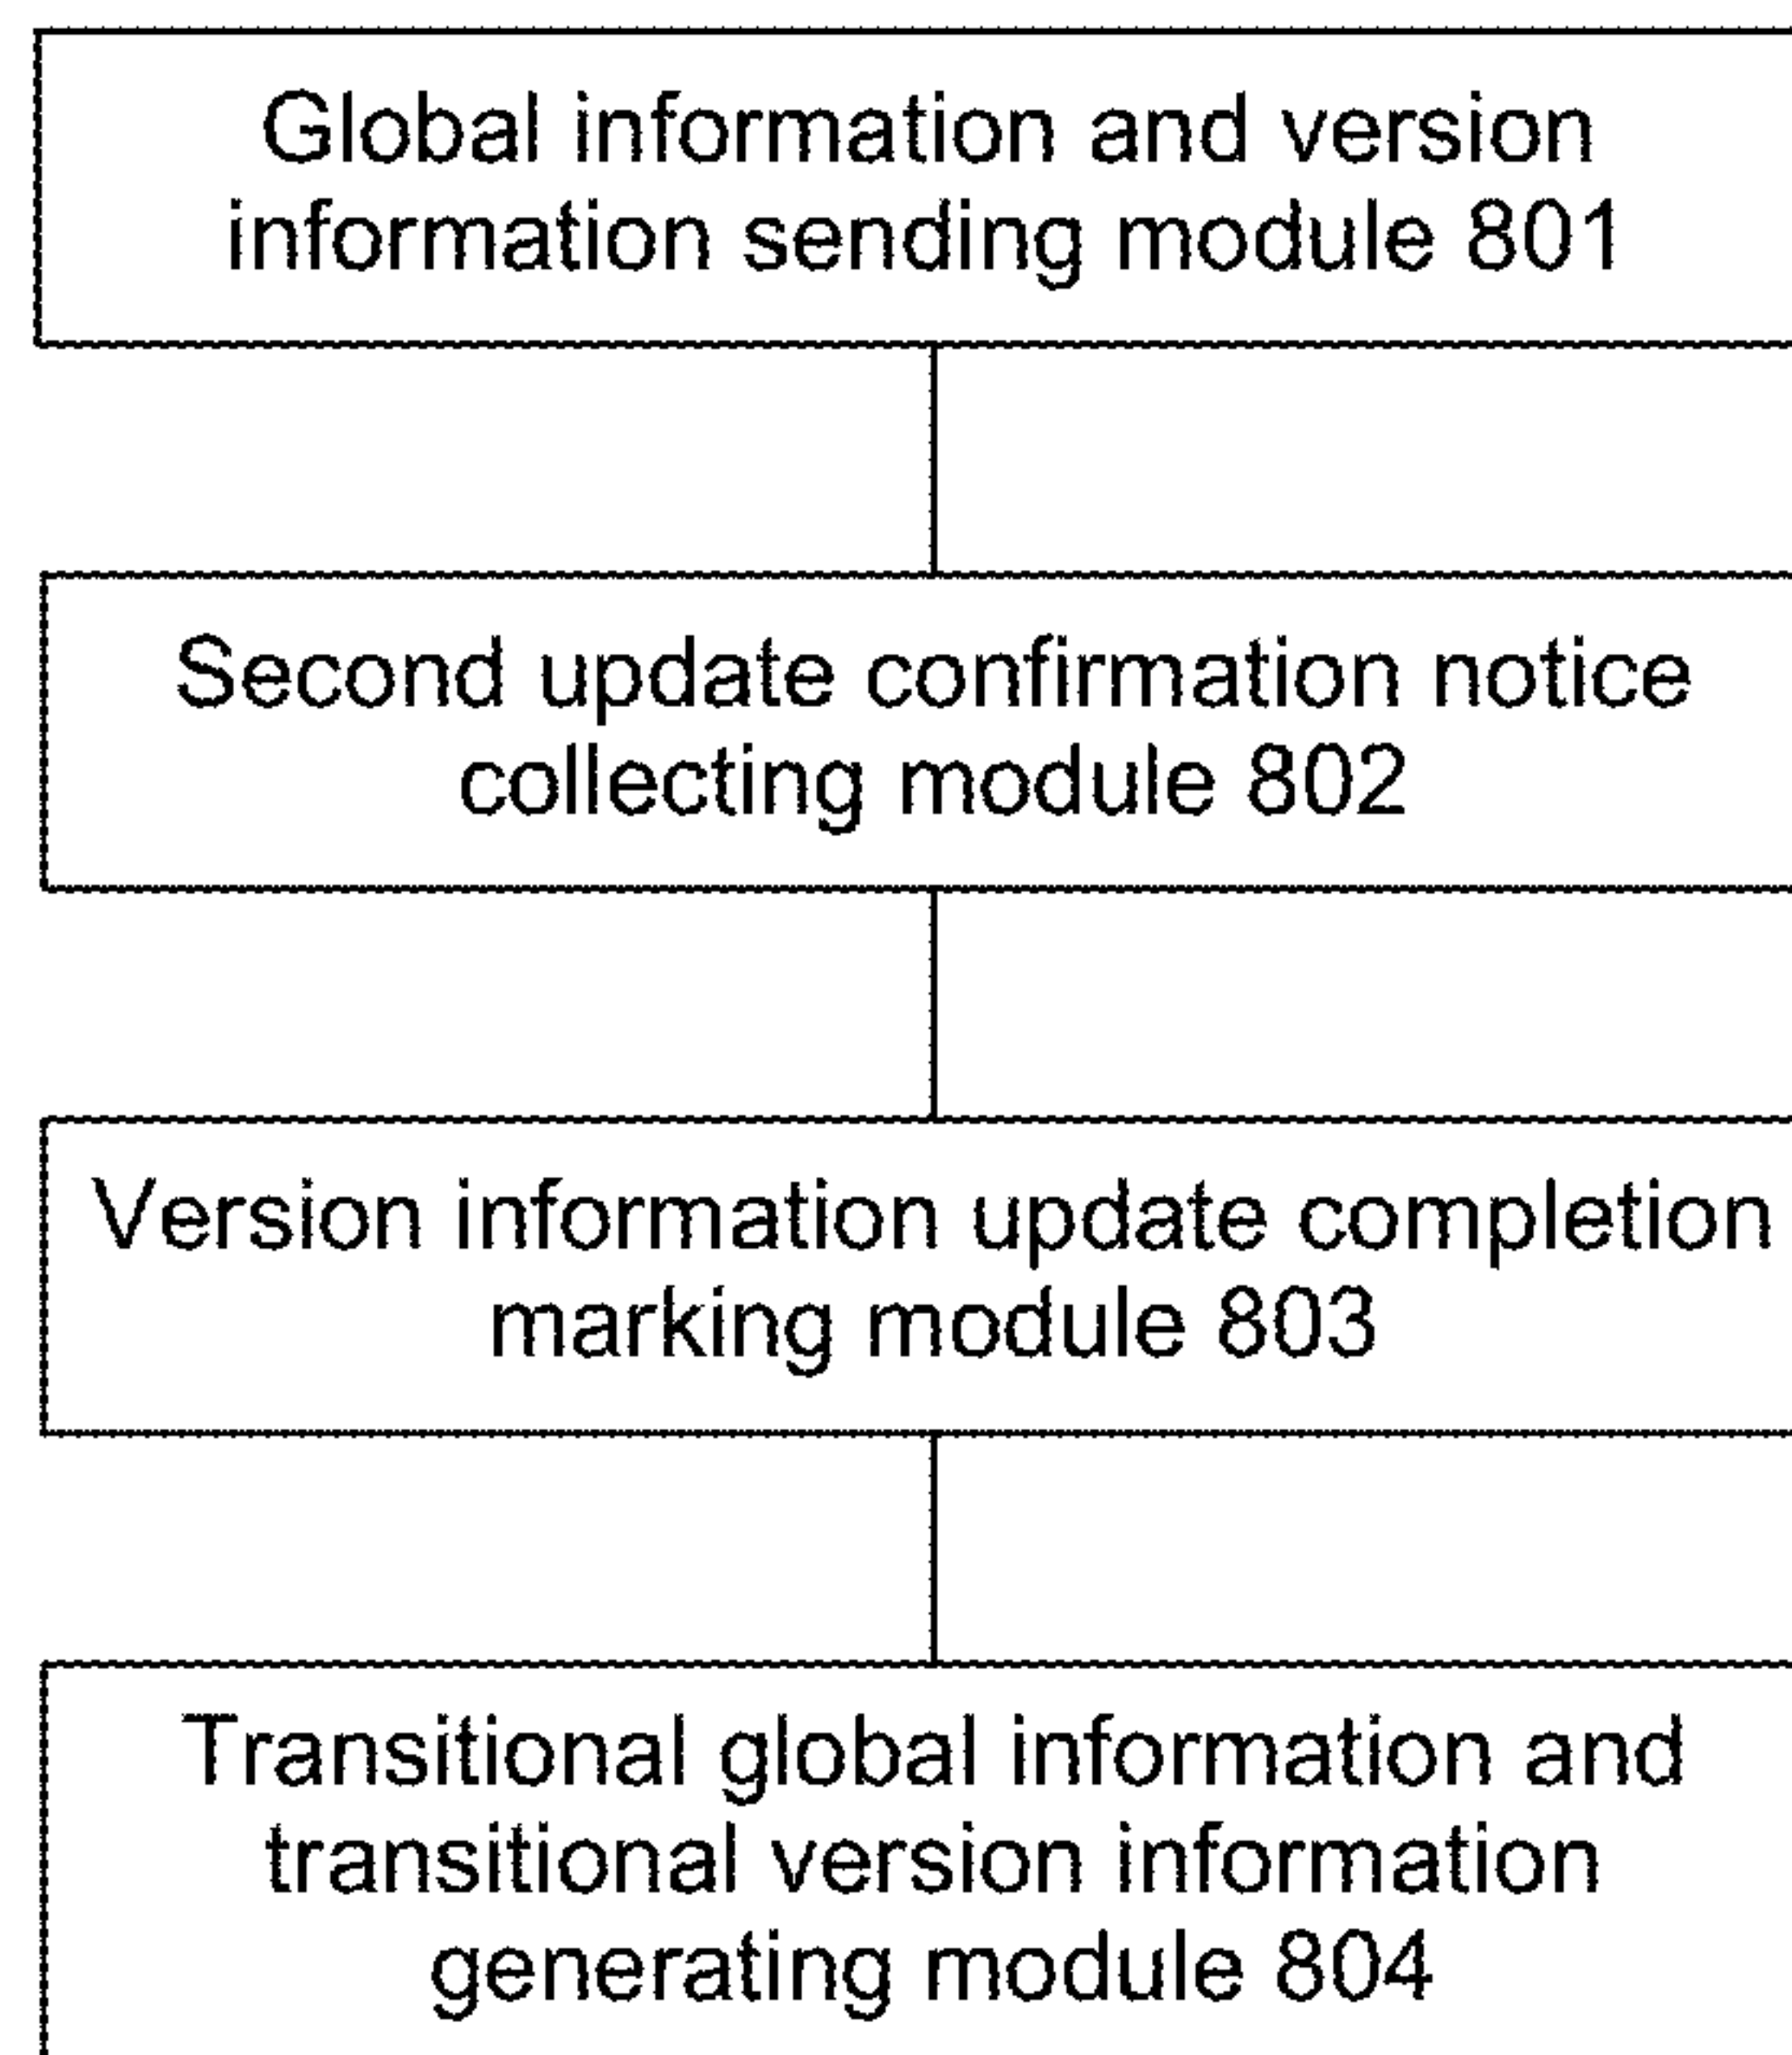 Global information and version
information sending module 801
Second update confirmation notice
collecting module 802
Version information update completion
marking module 803
Transitional global information and
transitional version information
generating module 804